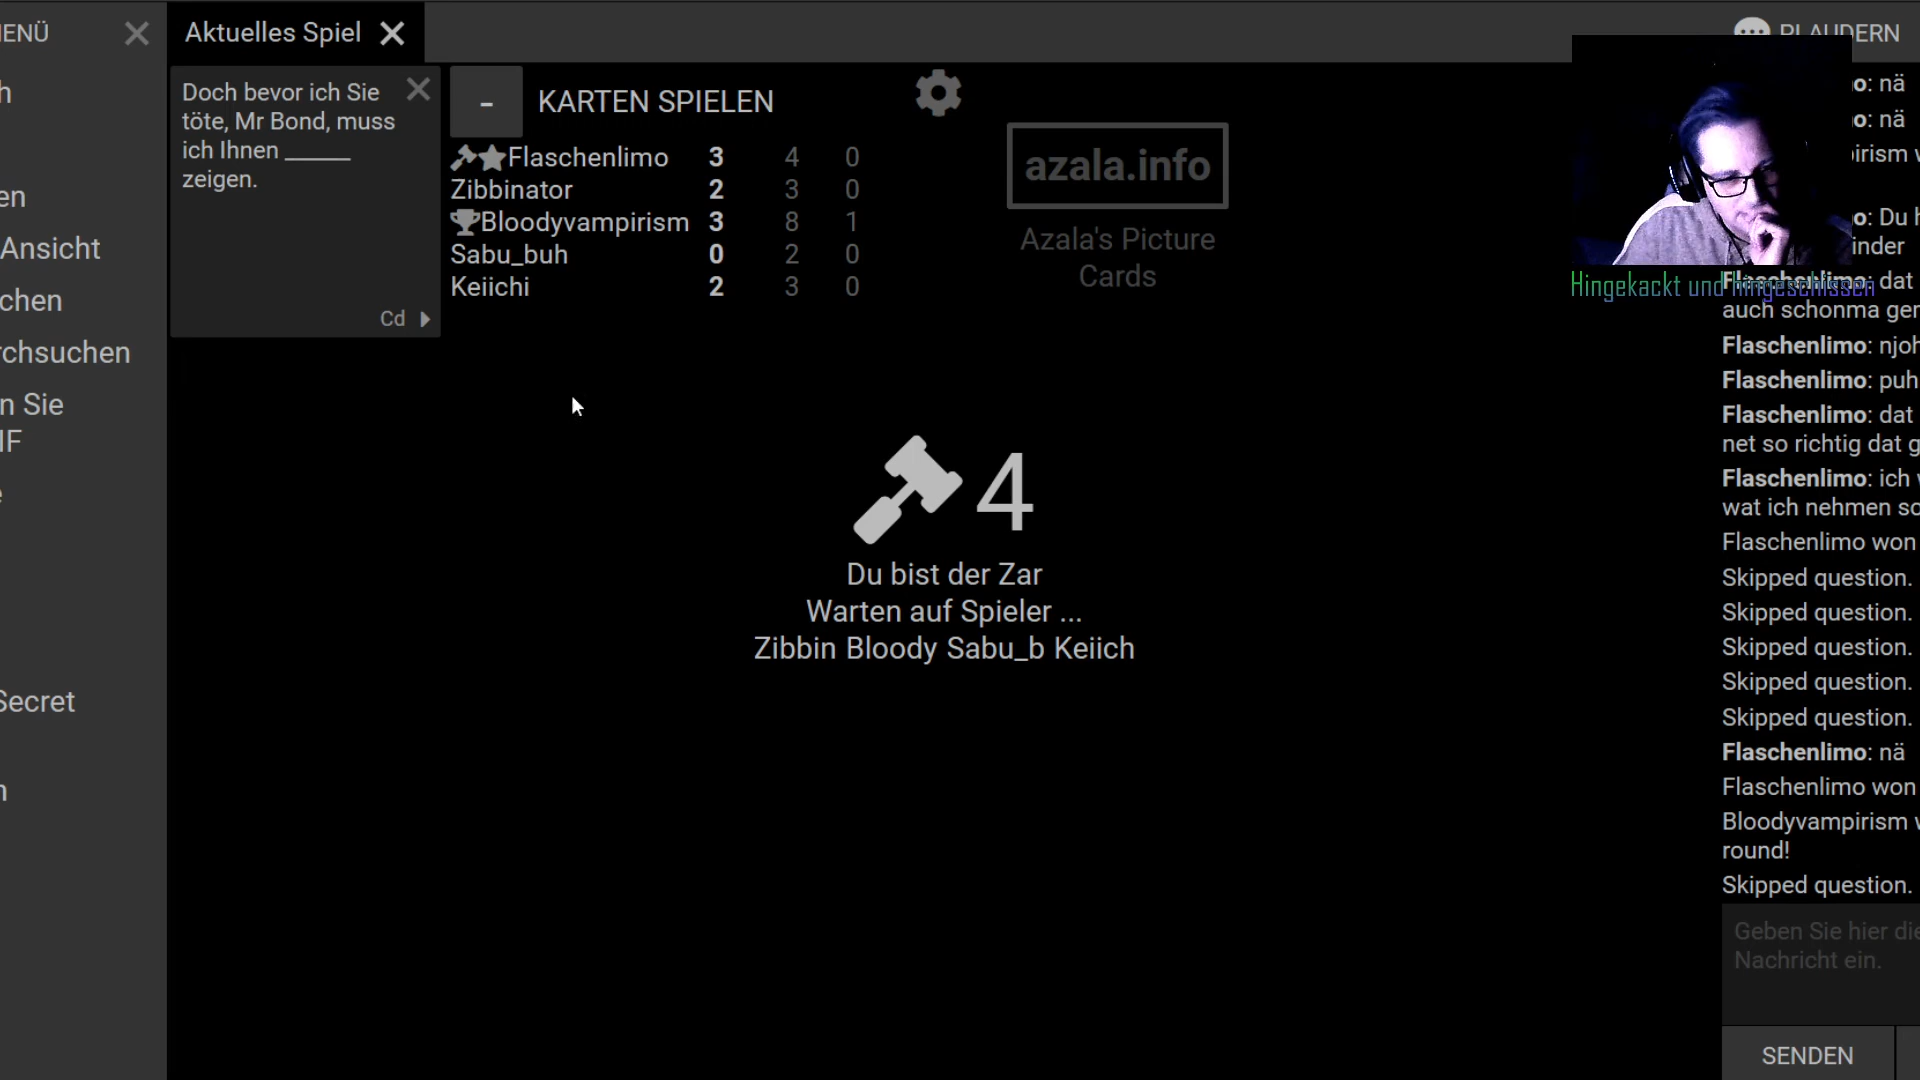 ENÜ
Aktuelles Spiel
PLAUDERN
h
en
Ansicht
chen
rchsuchen
n Sie
IF
Secret
n
Doch bevor ich Sie
töte, Mr Bond, muss
ich Ihnen ______
zeigen.
Cd
-
KARTEN SPIELEN
Flaschenlimo 3 4 0
Zibbinator 2 3 0
Bloodyvampirism 3 8 1
Sabu_buh 0 2 0
Keiichi 2 3 0
azala.info
Azala's Picture
Cards
4
Du bist der Zar
Warten auf Spieler ...
Zibbin Bloody Sabu_b Keiich
Hingekackt und hingeschissen
o: nä
o: nä
irism
o: Du
inder
Flaschenlimo: dat
auch schonma
Flaschenlimo: njoh
Flaschenlimo: puh
Flaschenlimo: dat
net so richtig dat g
Flaschenlimo: ich
wat ich nehmen so
Flaschenlimo won
Skipped question.
Skipped question.
Skipped question.
Skipped question.
Skipped question.
Flaschenlimo: nä
Flaschenlimo won
Bloodyvampirism
round!
Skipped question.
Geben Sie hier die
Nachricht ein.
SENDEN